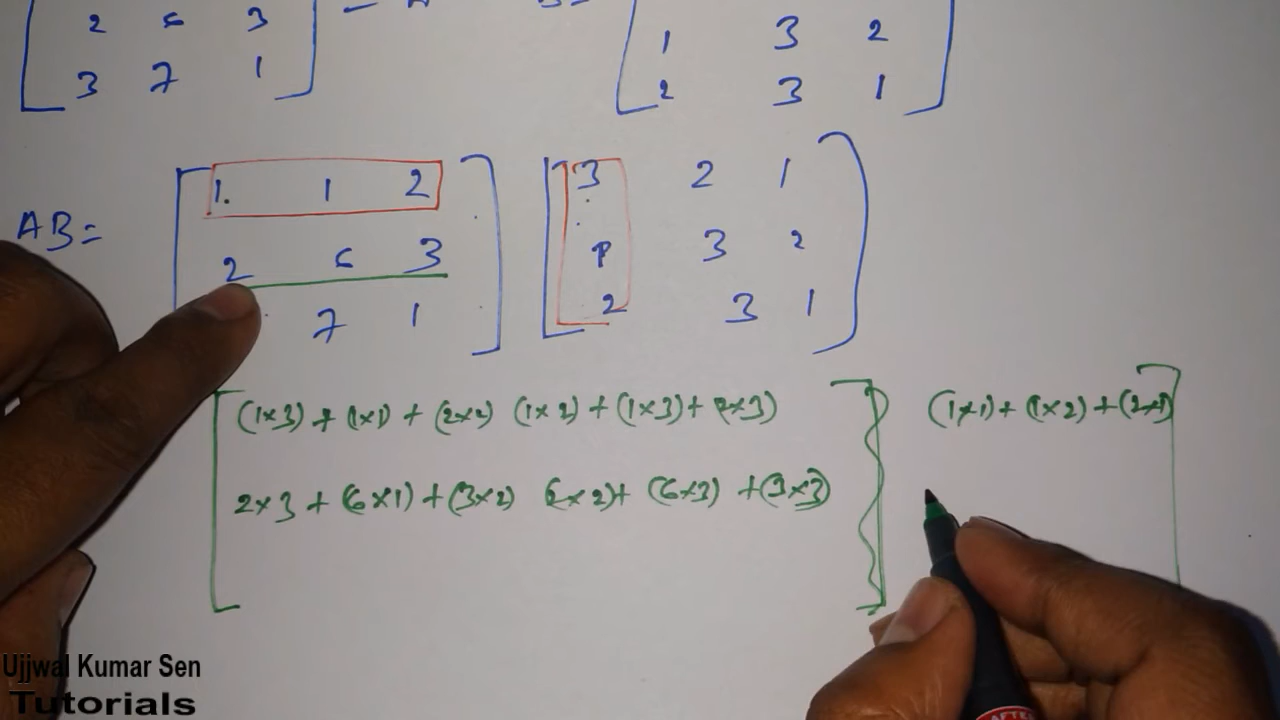 2 6 3 = A B=
3 7 1 1 3 2
2 3 1
AB= 1. 1 2 3 2 1
2 6 3 1 3 2
7 1 2 3 1
(1×3) + (1×1) + (2×2) (1×2) + (1×3) + 2×3) (1×1) + (1×2) + (2×1)
2×3 + (6×1) + (3×2) (2×2) + (6×3) + (3×3)
Ujjwal Kumar Sen
Tutorials